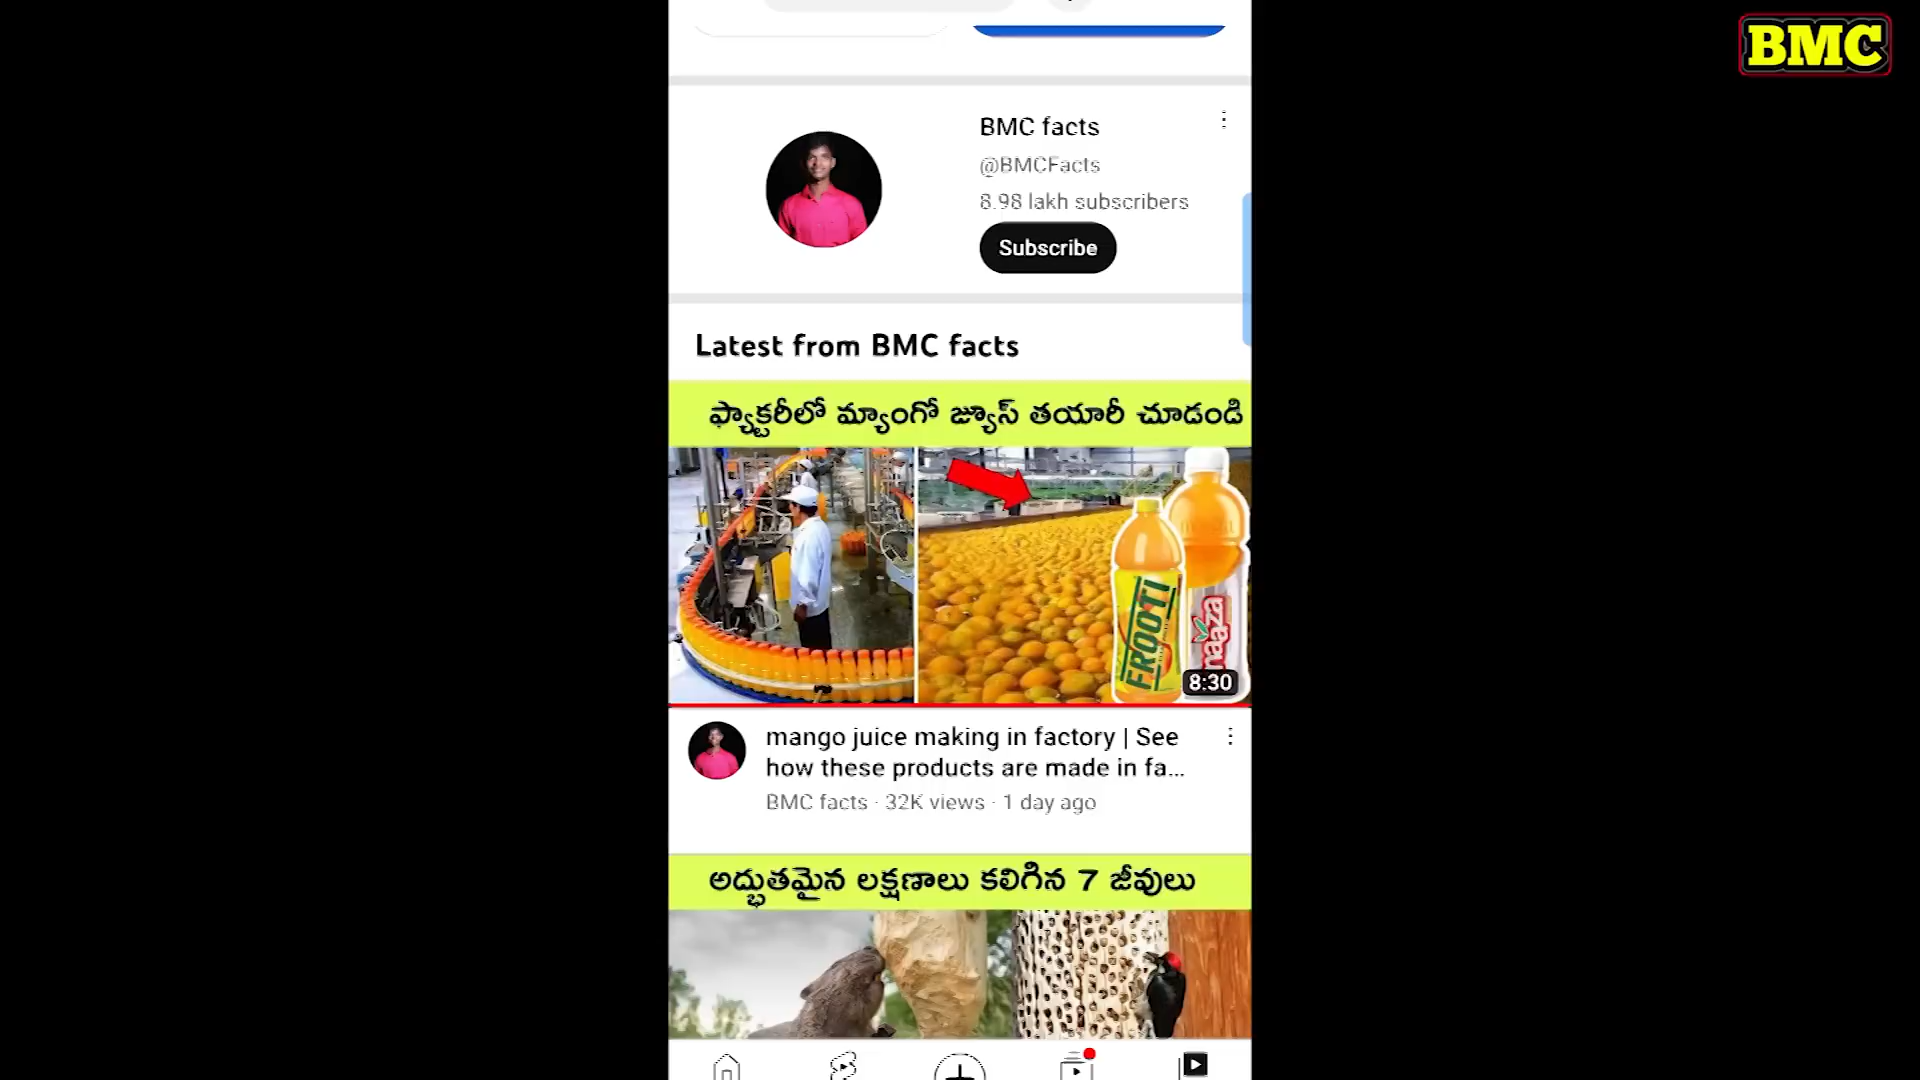 BMC
BMC facts
@BMCFacts
8.98 lakh subscribers
Subscribe
Latest from BMC facts
ఫ్యాక్టరీలో మ్యాంగో జ్యూస్ తయారీ చూడండి
FROOTI
maaza
8:30
mango juice making in factory | See
how these products are made in fa...
BMC facts · 32K views · 1 day ago
అద్భుతమైన లక్షణాలు కలిగిన 7 జీవులు